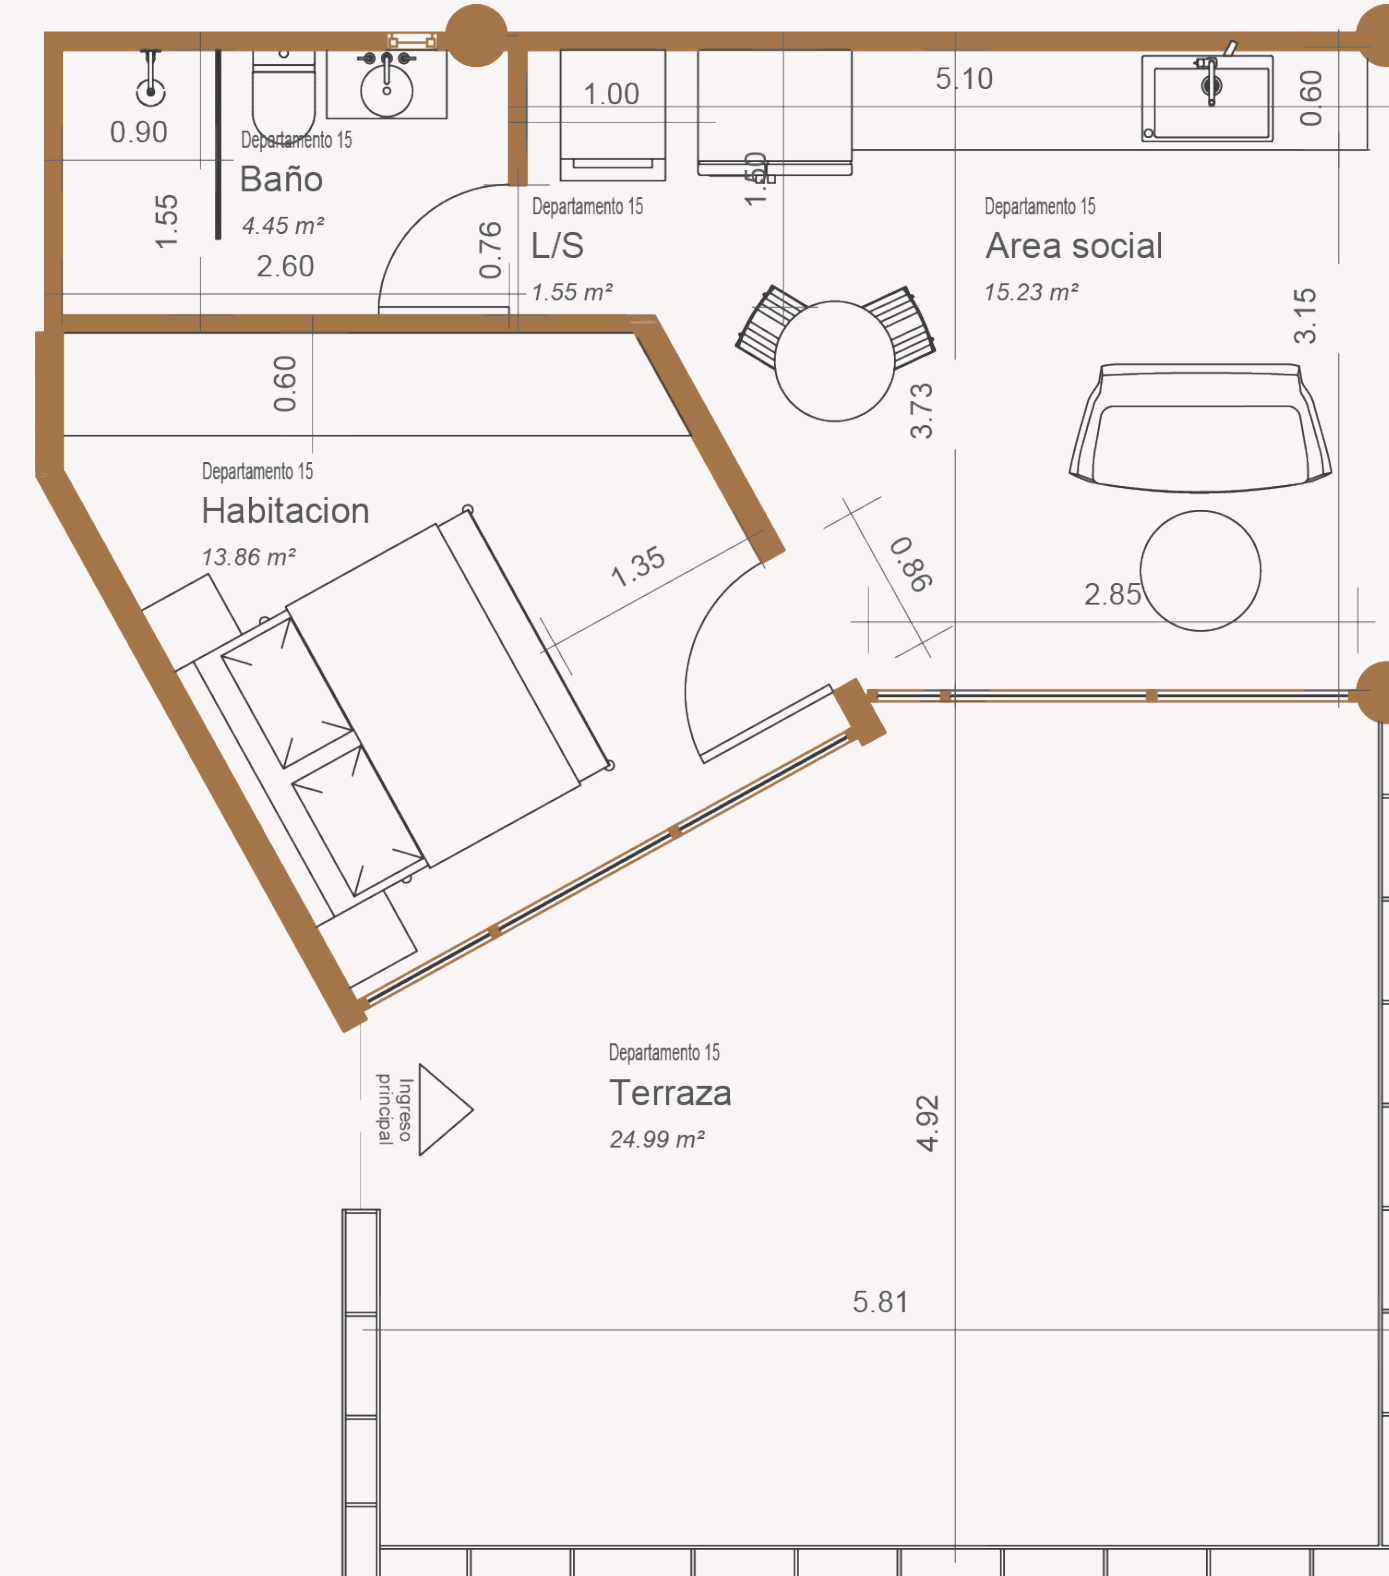 1.00
5.10
0.60
0.90
Departamento 15
Baño
4.45 m²
1.55
2.60
0.76
1.50
Departamento 15
L/S
1.55 m²
Departamento 15
Area social
15.23 m²
3.15
0.60
3.73
Departamento 15
Habitacion
13.86 m²
1.35
0.86
2.85
Departamento 15
Terraza
24.99 m²
Ingreso
principal
4.92
5.81